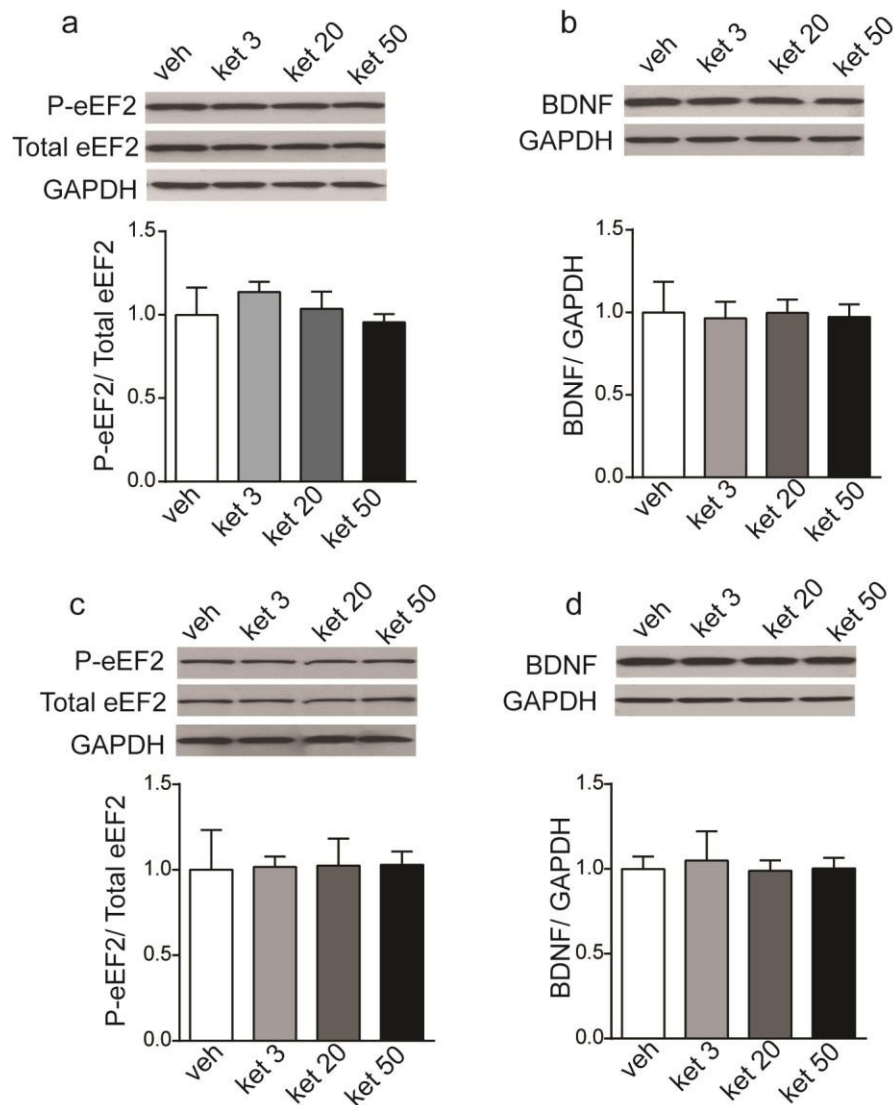 a
veh ket 3 ket 20 ket 50
P-eEF2
Total eEF2
GAPDH
P-eEF2/ Total eEF2
1.5
1.0
0.5
0.0
veh ket 3 ket 20 ket 50
b
veh ket 3 ket 20 ket 50
BDNF
GAPDH
BDNF/ GAPDH
1.5
1.0
0.5
0.0
veh ket 3 ket 20 ket 50
c
veh ket 3 ket 20 ket 50
P-eEF2
Total eEF2
GAPDH
P-eEF2/ Total eEF2
1.5
1.0
0.5
0.0
veh ket 3 ket 20 ket 50
d
veh ket 3 ket 20 ket 50
BDNF
GAPDH
BDNF/ GAPDH
1.5
1.0
0.5
0.0
veh ket 3 ket 20 ket 50